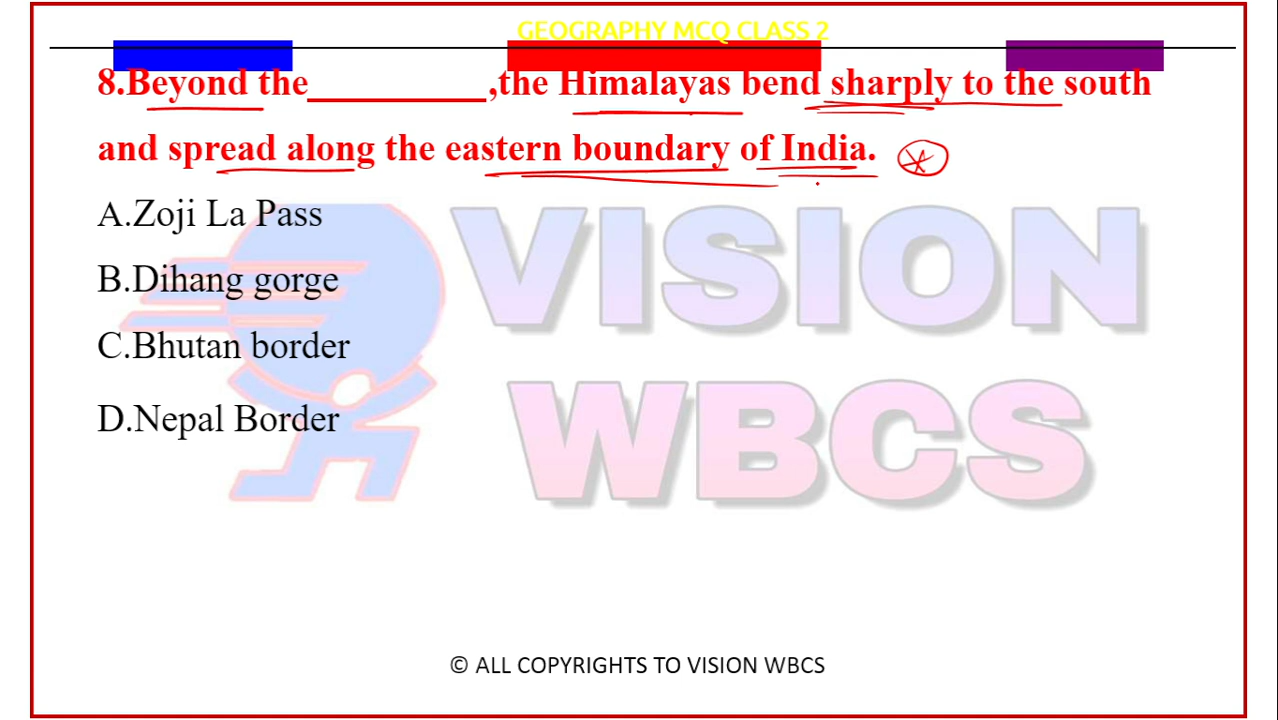 GEOGRAPHY MCQ CLASS 2
8.Beyond the__________,the Himalayas bend sharply to the south
and spread along the eastern boundary of India.
A.Zoji La Pass
B.Dihang gorge
C.Bhutan border
D.Nepal Border
VISION
WBCS
© ALL COPYRIGHTS TO VISION WBCS